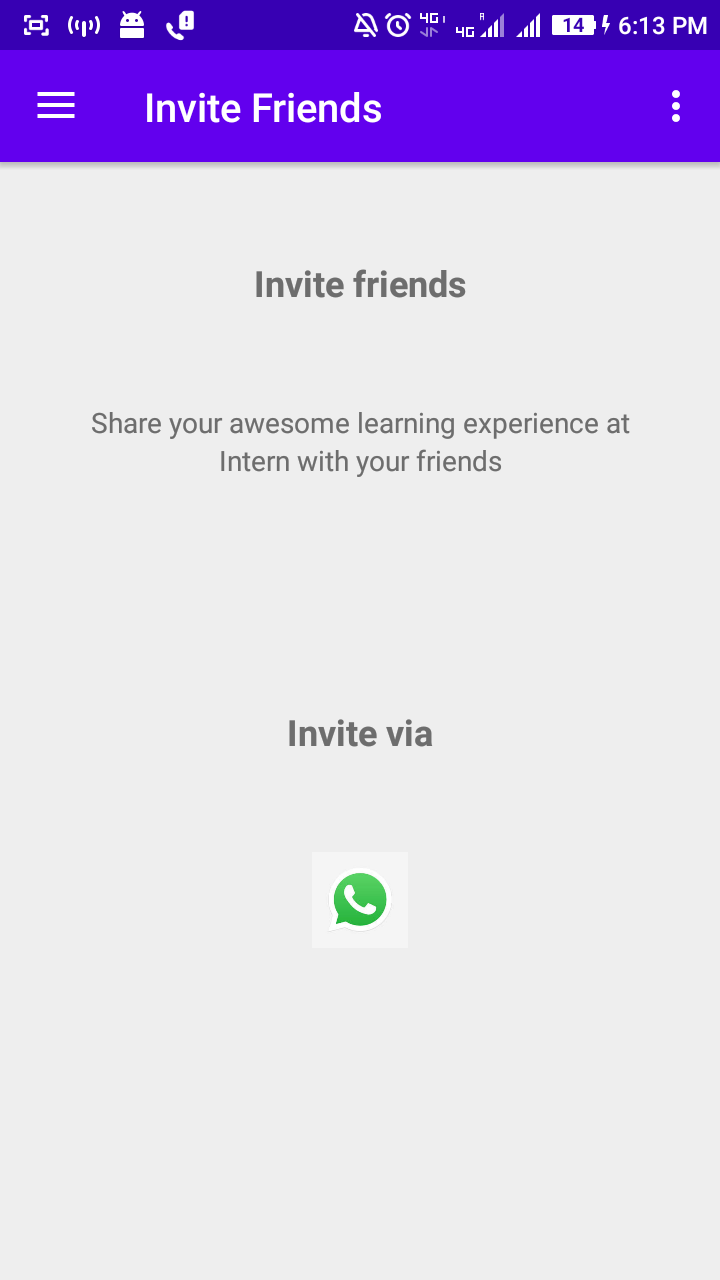 4G 4G R 14 6:13 PM
Invite Friends
Invite friends
Share your awesome learning experience at
Intern with your friends
Invite via